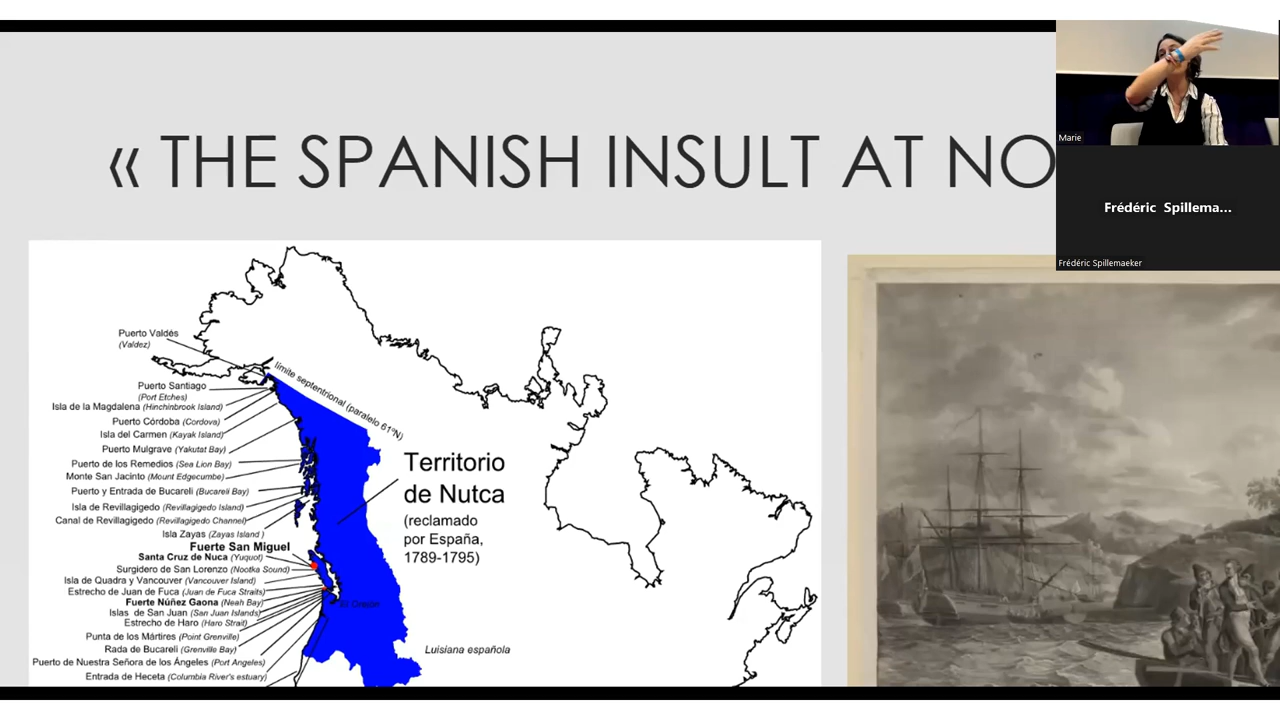 « THE SPANISH INSULT AT NO
Marie
Frédéric Spillema...
Frédéric Spillemaeker
Puerto Valdés
(Valdez)
límite septentrional (paralelo 61ºN)
Puerto Santiago
(Port Etches)
Isla de la Magdalena (Hinchinbrook Island)
Puerto Córdoba (Cordova)
Isla del Carmen (Kayak Island)
Puerto Mulgrave (Yakutat Bay)
Puerto de los Remedios (Sea Lion Bay)
Monte San Jacinto (Mount Edgecumbe)
Puerto y Entrada de Bucareli (Bucareli Bay)
Isla de Revillagigedo (Revillagigedo Island)
Canal de Revillagigedo (Revillagigedo Channel)
Isla Zayas (Zayas Island )
Fuerte San Miguel
Santa Cruz de Nuca (Yuquot)
Surgidero de San Lorenzo (Nootka Sound)
Isla de Quadra y Vancouver (Vancouver Island)
Estrecho de Juan de Fuca (Juan de Fuca Straits)
Fuerte Núñez Gaona (Neah Bay)
Islas de San Juan (San Juan Islands)
Estrecho de Haro (Haro Strait)
Punta de los Mártires (Point Grenville)
Rada de Bucareli (Grenville Bay)
Puerto de Nuestra Señora de los Ángeles (Port Angeles)
Entrada de Heceta (Columbia River's estuary)
Territorio
de Nutca
(reclamado
por España,
1789-1795)
Luisiana española